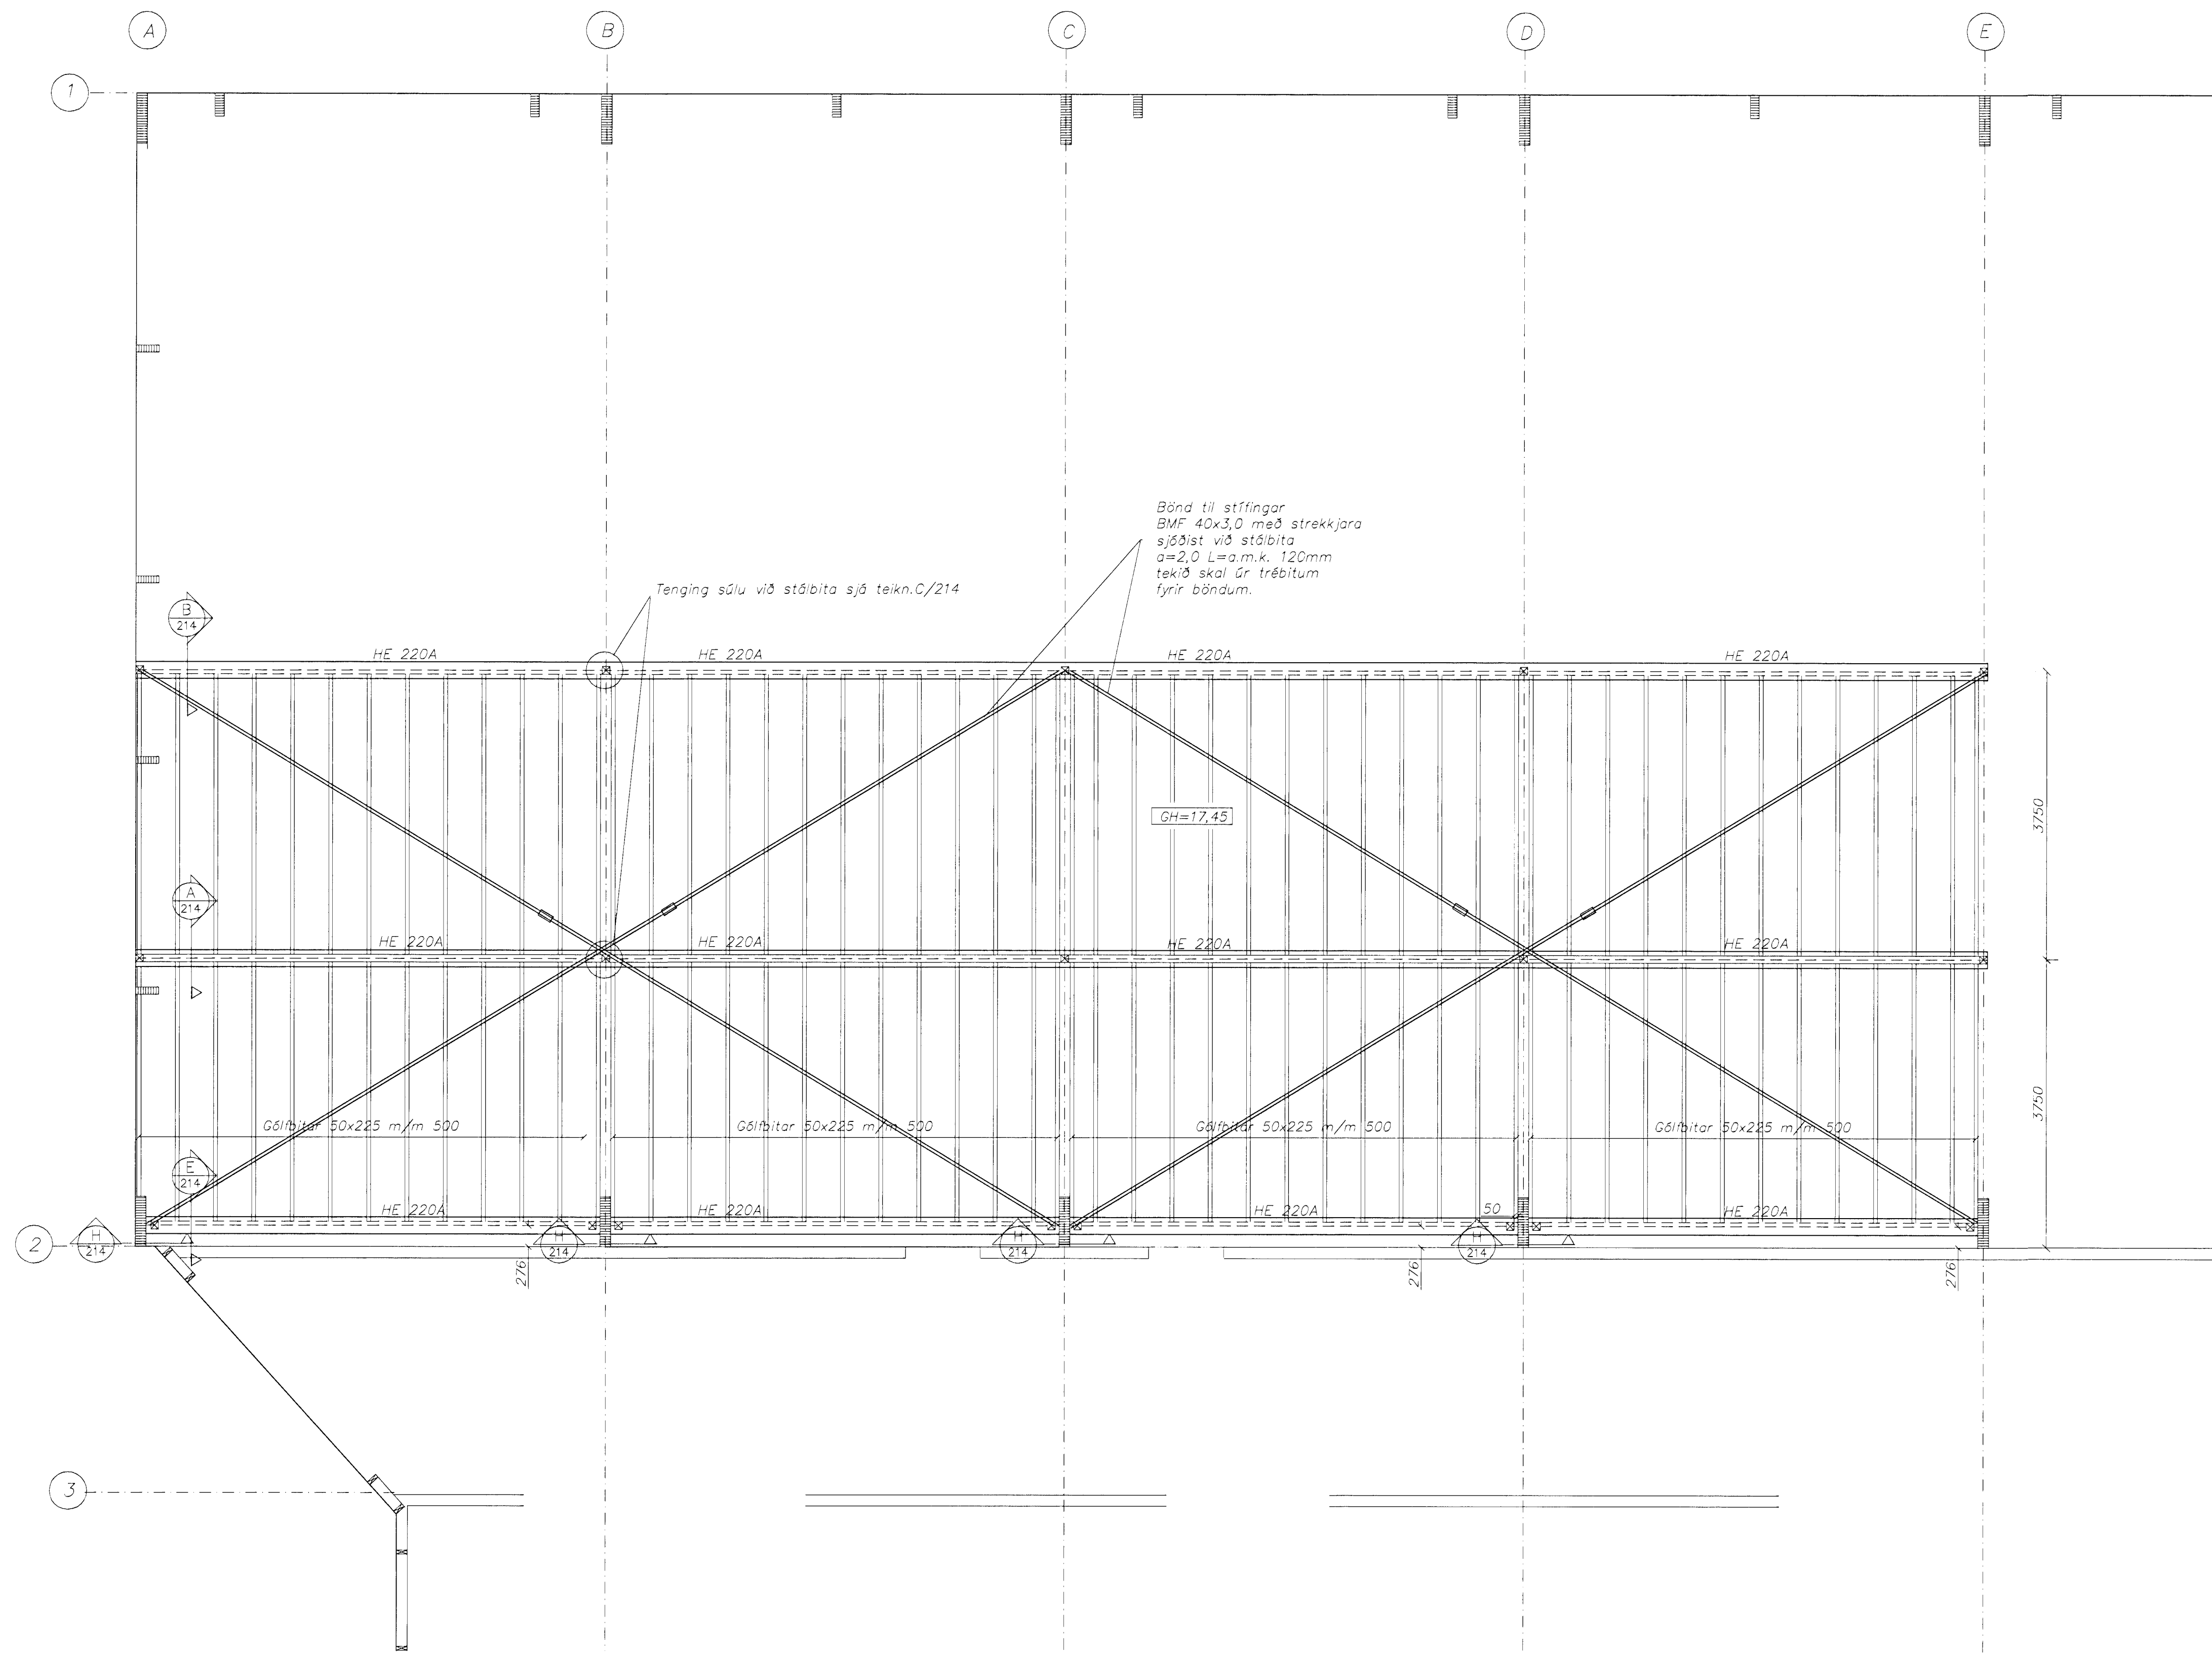 A B C D E
1
Bönd til stífingar
BMF 40x3,0 með strekkjara
sjóðist við stálbita
a=2,0 L=a.m.k. 120mm
tekið skal úr trébitum
fyrir böndum.
Tenging súlu við stálbita sjá teikn.C/214
B
214
HE 220A HE 220A HE 220A HE 220A
GH=17,45
3750
A
214
HE 220A HE 220A HE 220A HE 220A
3750
Gólfbitar 50x225 m/m 500 Gólfbitar 50x225 m/m 500 Gólfbitar 50x225 m/m 500 Gólfbitar 50x225 m/m 500
E
214
HE 220A HE 220A HE 220A 50 HE 220A
2
H
214
H
214
H
214
H
214
276 276 276
3